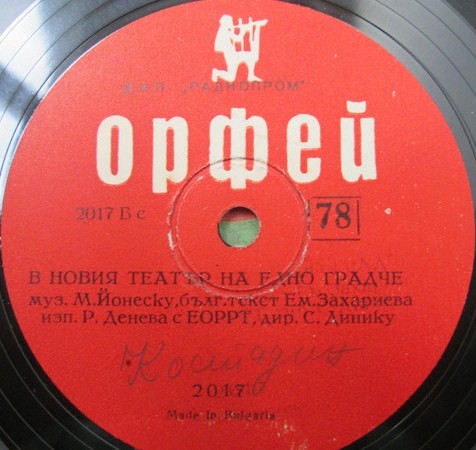 Д.И.П. „РАДИОПРОМ"
ОРФЕЙ
2017 В с
78
В НОВИЯ ТЕАТЪР НА ЕДНО ГРАДЧЕ
муз. М.Йонеску, бълг.текст Ем.Захариева
изп. Р. Денева с ЕОРРТ, дир. С. Динику
Костадин
2017
Made in Bulgaria